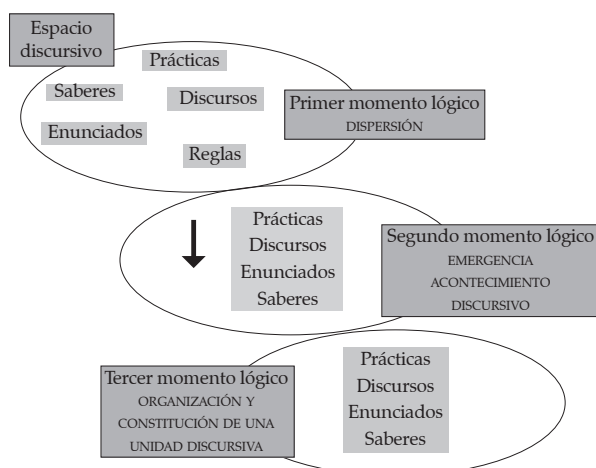 Espacio
discursivo
Prácticas
Saberes
Discursos
Enunciados
Reglas
Primer momento lógico
DISPERSIÓN
Prácticas
Discursos
Enunciados
Saberes
Segundo momento lógico
EMERGENCIA
ACONTECIMIENTO
DISCURSIVO
Tercer momento lógico
ORGANIZACIÓN Y
CONSTITUCIÓN DE UNA
UNIDAD DISCURSIVA
Prácticas
Discursos
Enunciados
Saberes